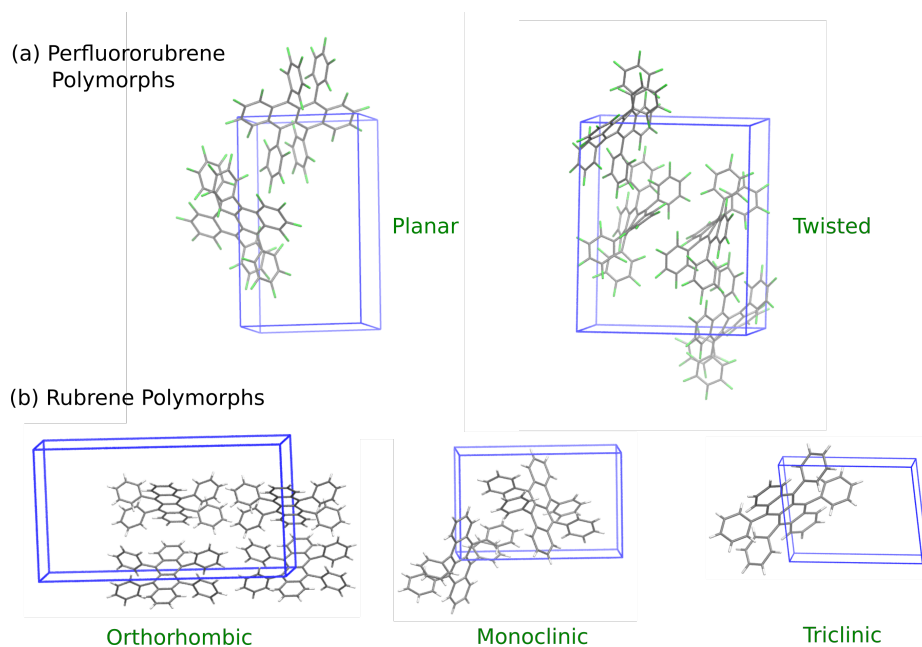 (a) Perfluororubrene
Polymorphs
Planar
Twisted
(b) Rubrene Polymorphs
Orthorhombic
Monoclinic
Triclinic